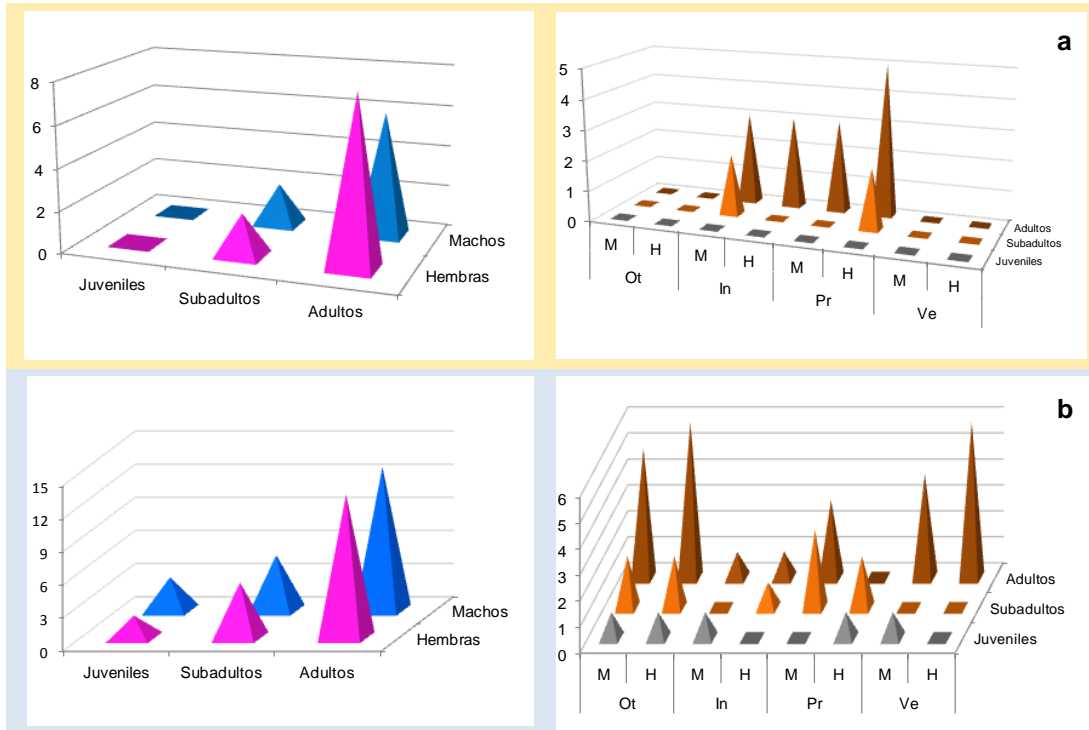 a
8
6
4
2
0
Juveniles
Subadultos
Adultos
Hembras
Machos
5
4
3
2
1
0
M H M H M H M H
Ot In Pr Ve
Adultos
Subadultos
Juveniles
b
15
12
9
6
3
0
Juveniles Subadultos Adultos
Machos
Hembras
6
5
4
3
2
1
0
M H M H M H M H
Ot In Pr Ve
Adultos
Subadultos
Juveniles